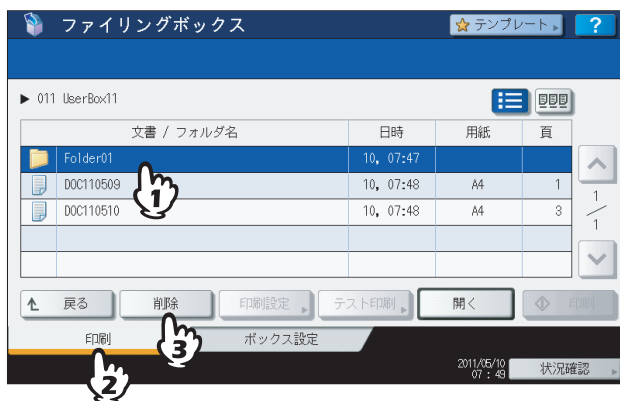 ファイリングボックス
テンプレート
?
011 UserBox11
文書 / フォルダ名 日時 用紙 頁
Folder01 10, 07:47
DOC110509 10, 07:48 A4 1
DOC110510 10, 07:48 A4 3
1
1
1
戻る 削除 印刷設定 テスト印刷 開く 印刷
3
印刷 ボックス設定
2
2011/05/10
07 : 49
状況確認